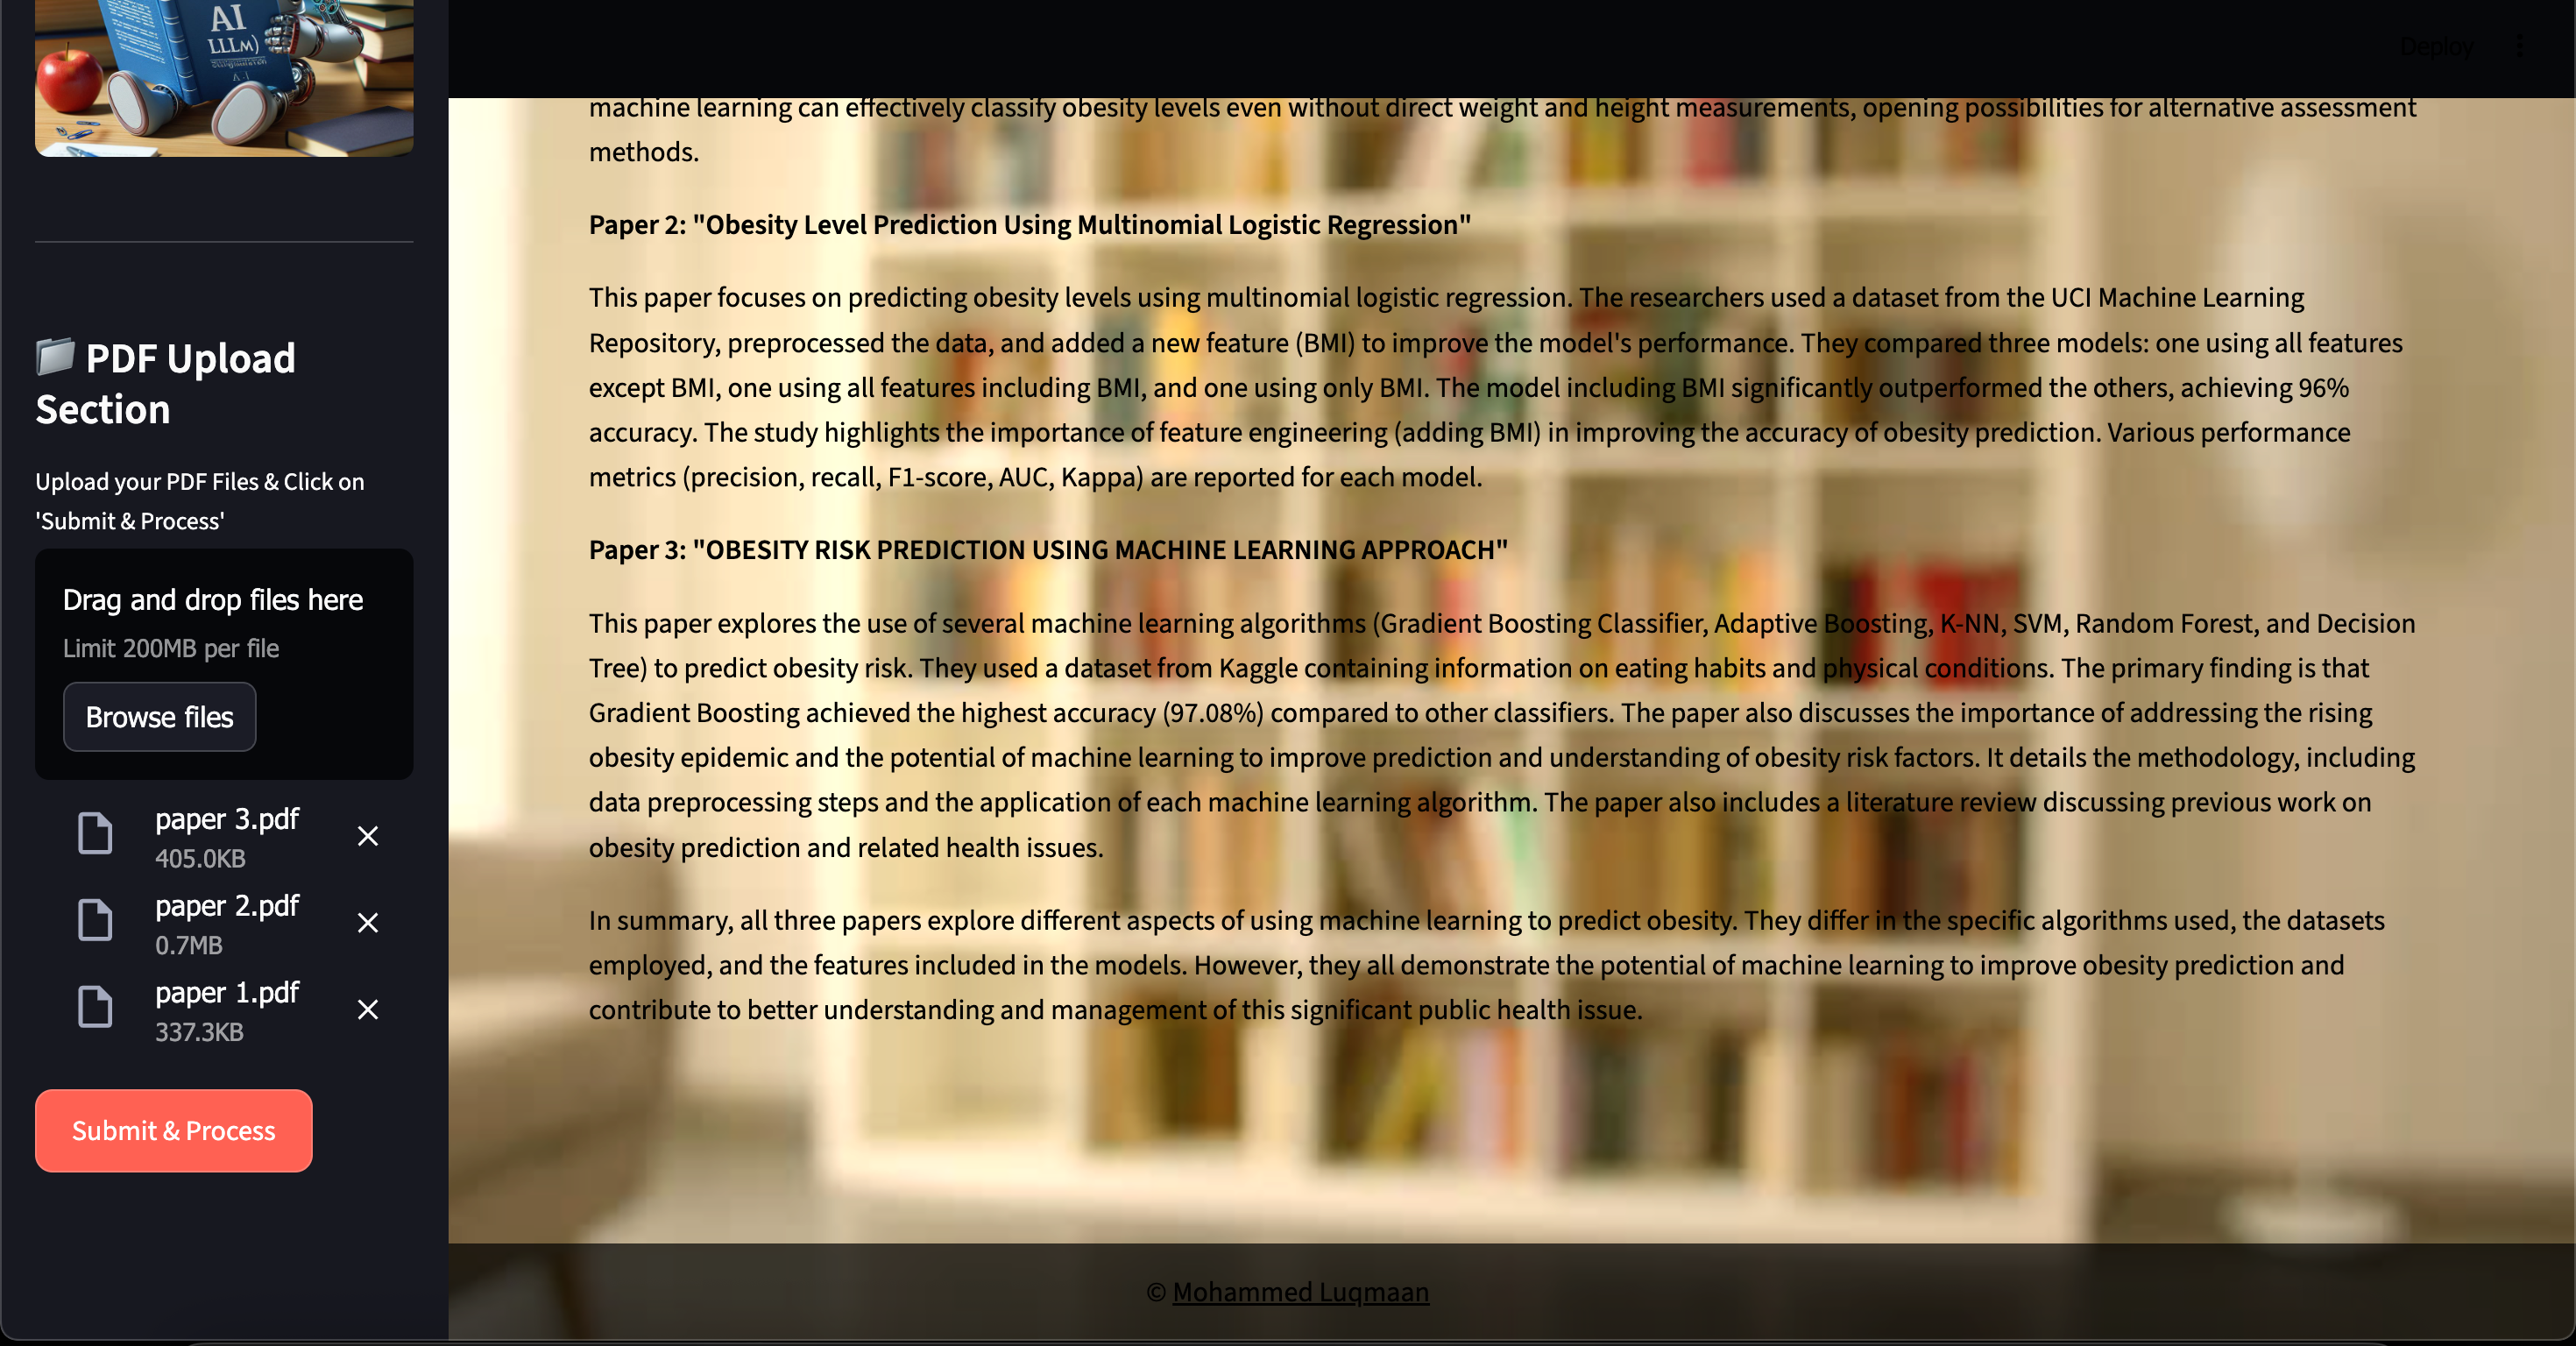 AI
LLLM)
Deploy
PDF Upload
Section
Upload your PDF Files & Click on
'Submit & Process'
Drag and drop files here
Limit 200MB per file
Browse files
paper 3.pdf
405.0KB
paper 2.pdf
0.7MB
paper 1.pdf
337.3KB
Submit & Process
machine learning can effectively classify obesity levels even without direct weight and height measurements, opening possibilities for alternative assessment
methods.
Paper 2: "Obesity Level Prediction Using Multinomial Logistic Regression"
This paper focuses on predicting obesity levels using multinomial logistic regression. The researchers used a dataset from the UCI Machine Learning
Repository, preprocessed the data, and added a new feature (BMI) to improve the model's performance. They compared three models: one using all features
except BMI, one using all features including BMI, and one using only BMI. The model including BMI significantly outperformed the others, achieving 96%
accuracy. The study highlights the importance of feature engineering (adding BMI) in improving the accuracy of obesity prediction. Various performance
metrics (precision, recall, F1-score, AUC, Kappa) are reported for each model.
Paper 3: "OBESITY RISK PREDICTION USING MACHINE LEARNING APPROACH"
This paper explores the use of several machine learning algorithms (Gradient Boosting Classifier, Adaptive Boosting, K-NN, SVM, Random Forest, and Decision
Tree) to predict obesity risk. They used a dataset from Kaggle containing information on eating habits and physical conditions. The primary finding is that
Gradient Boosting achieved the highest accuracy (97.08%) compared to other classifiers. The paper also discusses the importance of addressing the rising
obesity epidemic and the potential of machine learning to improve prediction and understanding of obesity risk factors. It details the methodology, including
data preprocessing steps and the application of each machine learning algorithm. The paper also includes a literature review discussing previous work on
obesity prediction and related health issues.
In summary, all three papers explore different aspects of using machine learning to predict obesity. They differ in the specific algorithms used, the datasets
employed, and the features included in the models. However, they all demonstrate the potential of machine learning to improve obesity prediction and
contribute to better understanding and management of this significant public health issue.
© Mohammed Luqmaan